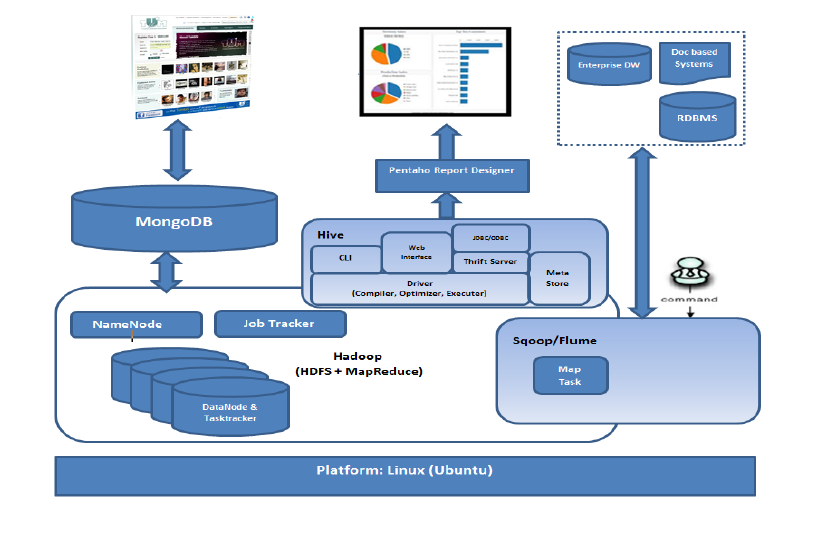 Enterprise DW
Doc based
Systems
RDBMS
Pentaho Report Designer
MongoDB
Hive
JDBC/ODBC
CLI
Web
Interface
Thrift Server
Meta
Store
Driver
(Compiler, Optimizer, Executer)
command
NameNode
Job Tracker
Hadoop
(HDFS + MapReduce)
DataNode &
Tasktracker
Sqoop/Flume
Map
Task
Platform: Linux (Ubuntu)